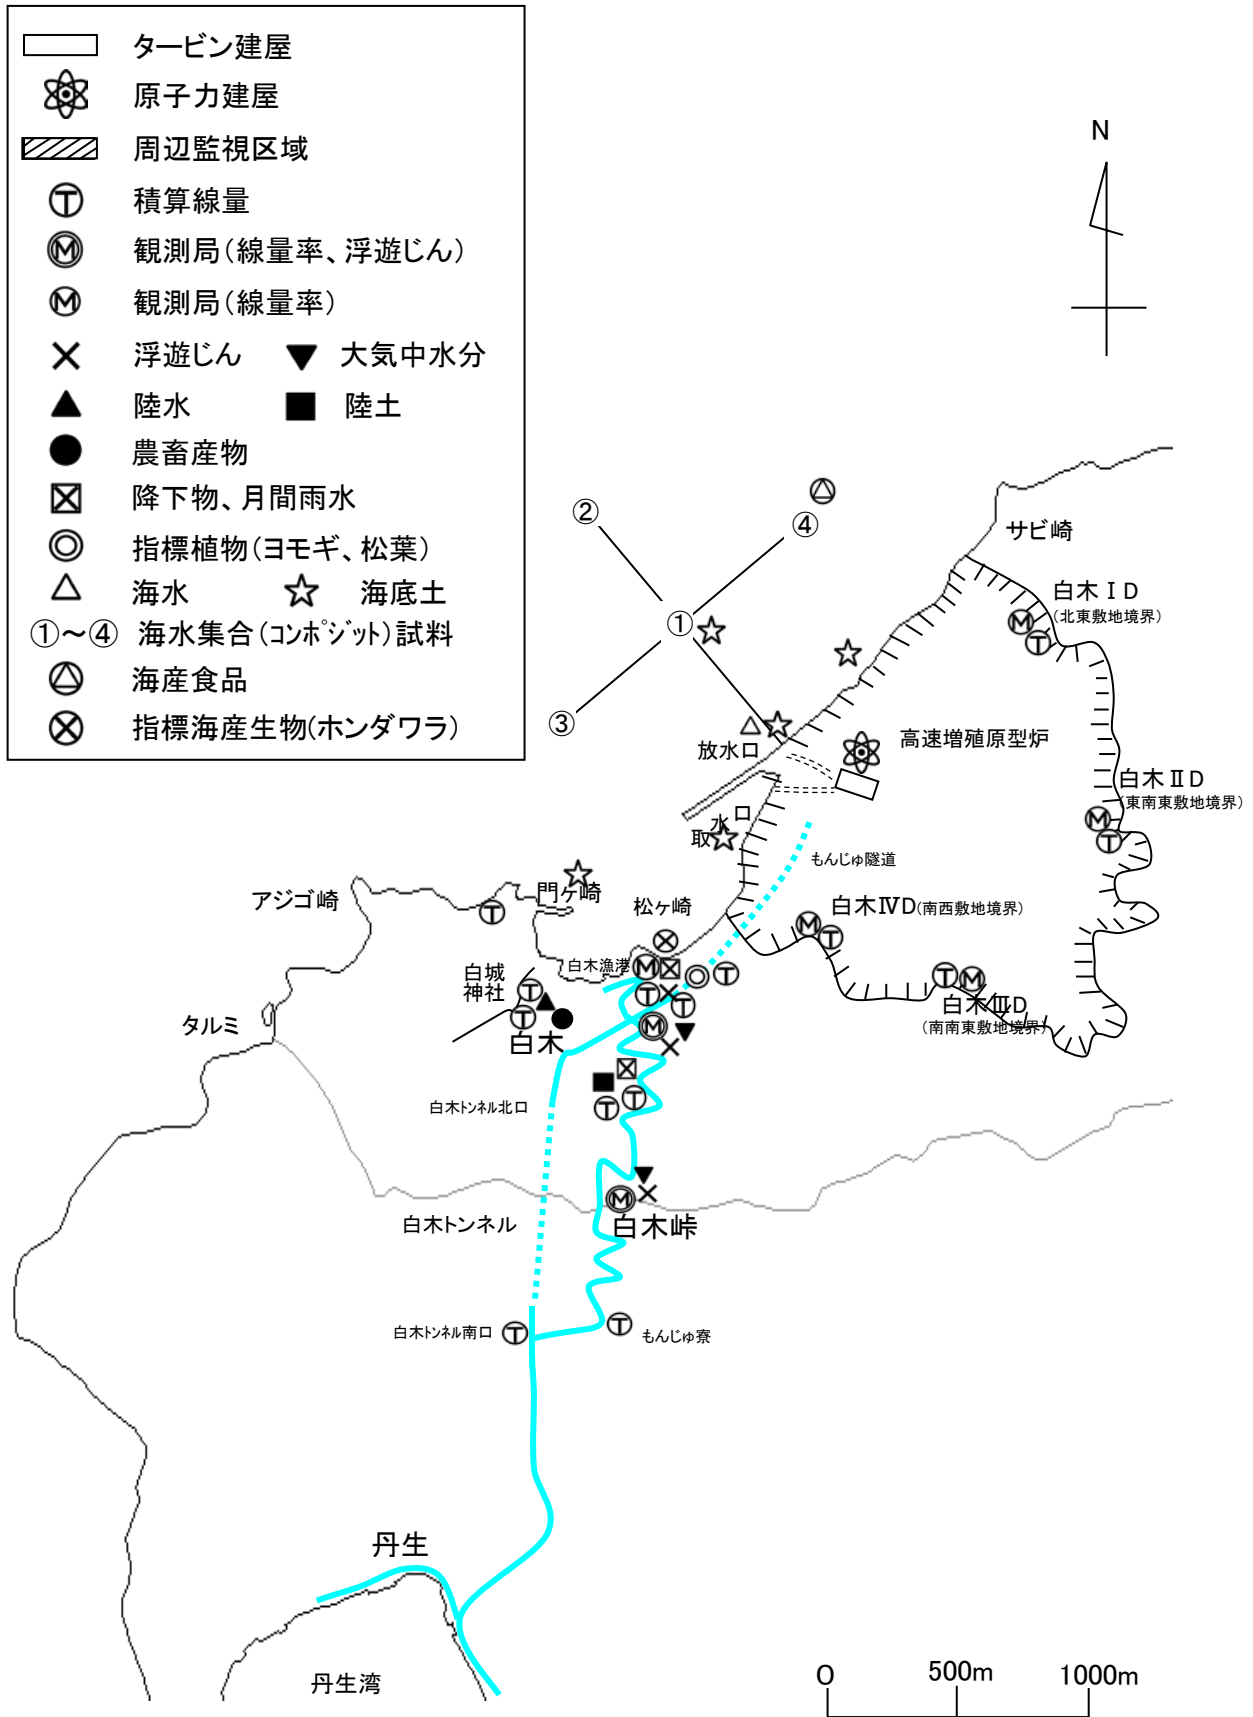 タービン建屋
原子力建屋
周辺監視区域
Ⓣ 積算線量
Ⓜ 観測局(線量率、浮遊じん)
Ⓜ 観測局(線量率)
浮遊じん 大気中水分
陸水 陸土
農畜産物
降下物、月間雨水
指標植物(ヨモギ、松葉)
海水 海底土
①～④ 海水集合(コンポジット)試料
海産食品
指標海産生物(ホンダワラ)
N
②
④
サビ崎
白木ⅠD
(北東敷地境界)
Ⓜ
Ⓣ
①
③
放水口
高速増殖原型炉
白木ⅡD
(東南東敷地境界)
Ⓜ
Ⓣ
取水口
もんじゅ隧道
アジゴ崎
門ヶ崎
Ⓣ
松ヶ崎
白木ⅣD(南西敷地境界)
Ⓜ
Ⓣ
白木漁港
Ⓜ
Ⓣ
Ⓣ Ⓜ
白城
神社
Ⓣ
Ⓣ
Ⓣ
Ⓣ
白木ⅢD
(南南東敷地境界)
タルミ
白木
Ⓜ
白木トンネル北口
Ⓣ
Ⓣ
Ⓜ
白木トンネル
白木峠
白木トンネル南口
Ⓣ
Ⓣ
もんじゅ寮
丹生
丹生湾
O
500m
1000m